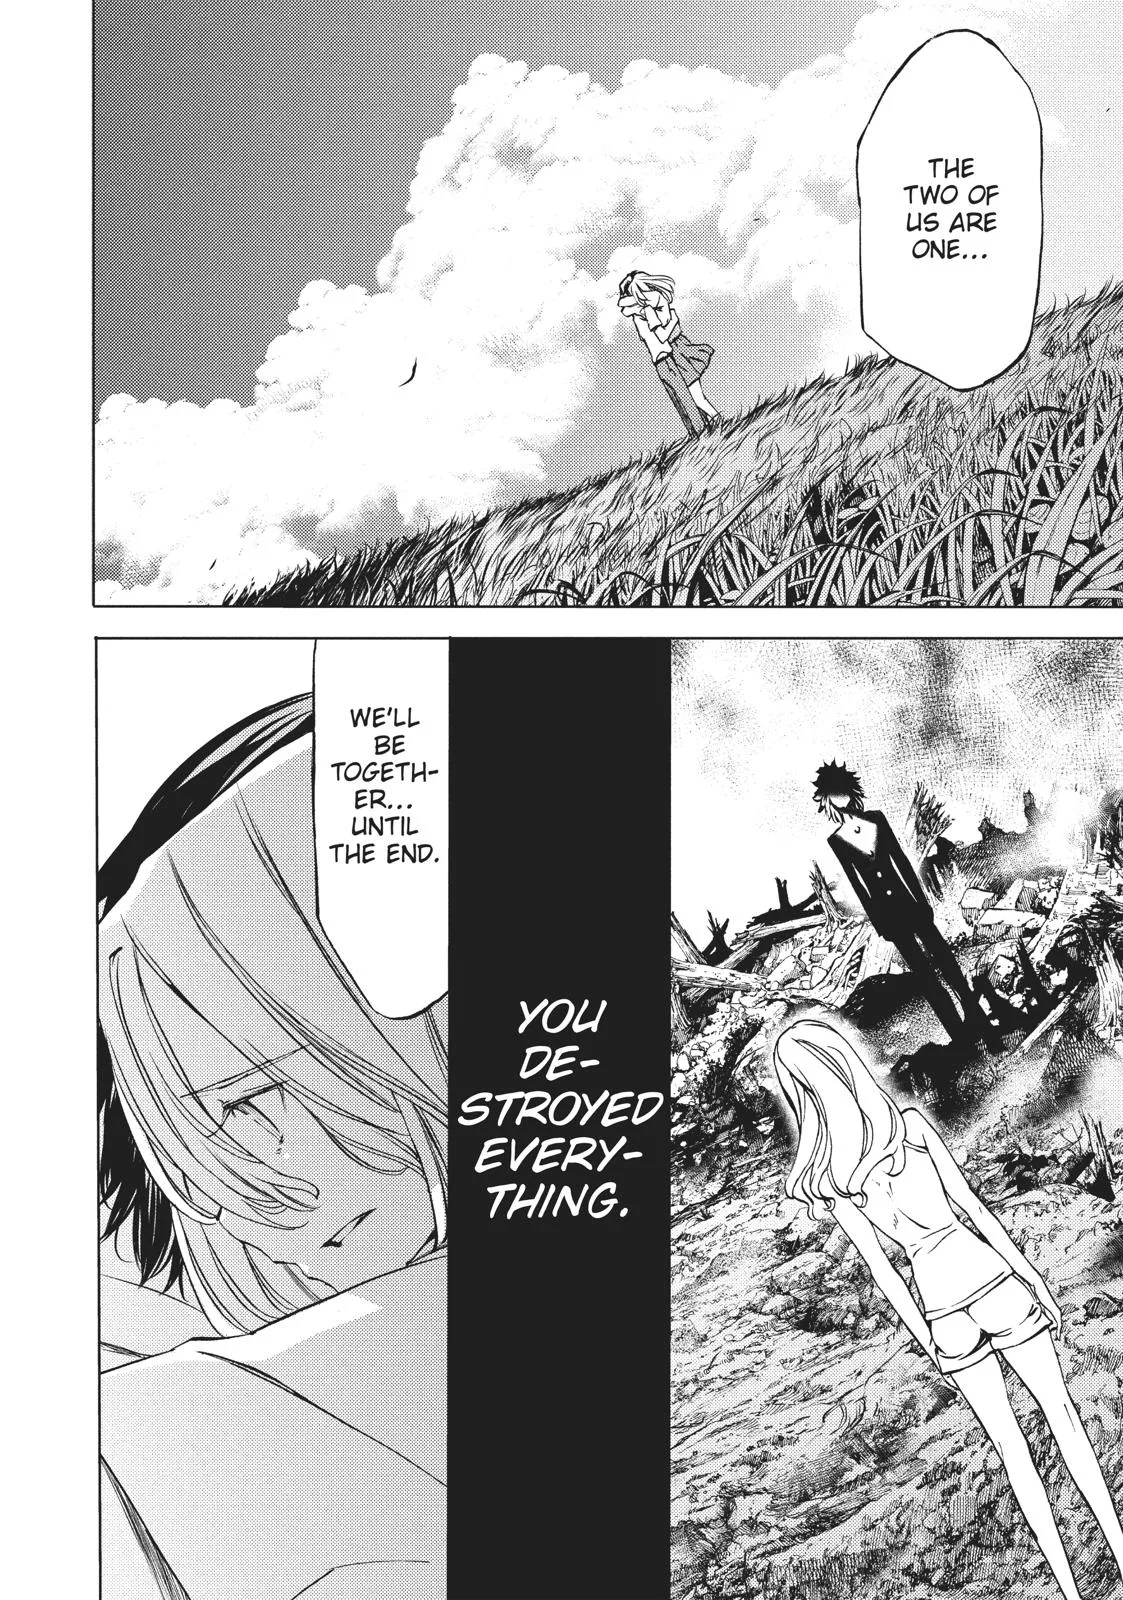 THE
TWO OF
US ARE
ONE...
YOU
DE-
STROYED
EVERY-
THING.
WE'LL
BE
TOGETH-
ER...
UNTIL
THE END.